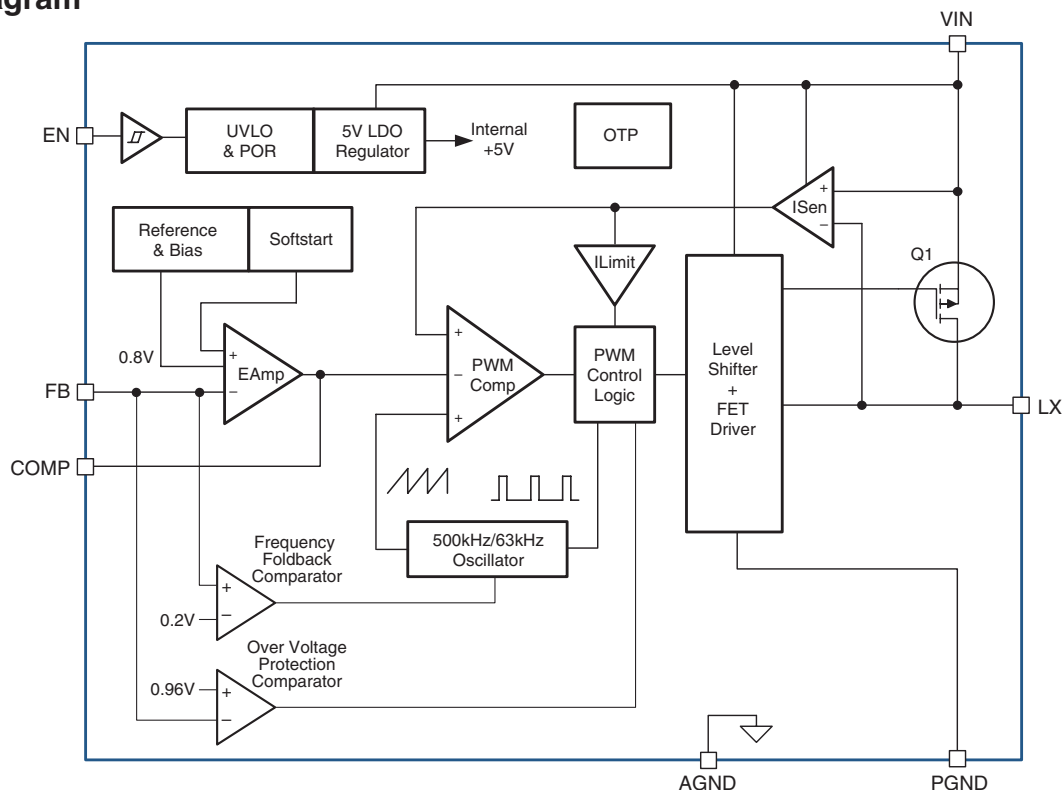 agram
VIN
EN
UVLO
& POR
5V LDO
Regulator
Internal
+5V
OTP
+
ISen
–
Reference
& Bias
Softstart
ILimit
Q1
0.8V
+
EAmp
–
+
–
PWM
Comp
+
PWM
Control
Logic
Level
Shifter
+
FET
Driver
FB
LX
COMP
500kHz/63kHz
Oscillator
Frequency
Foldback
Comparator
+
0.2V
–
Over Voltage
Protection
Comparator
0.96V
+
–
AGND
PGND